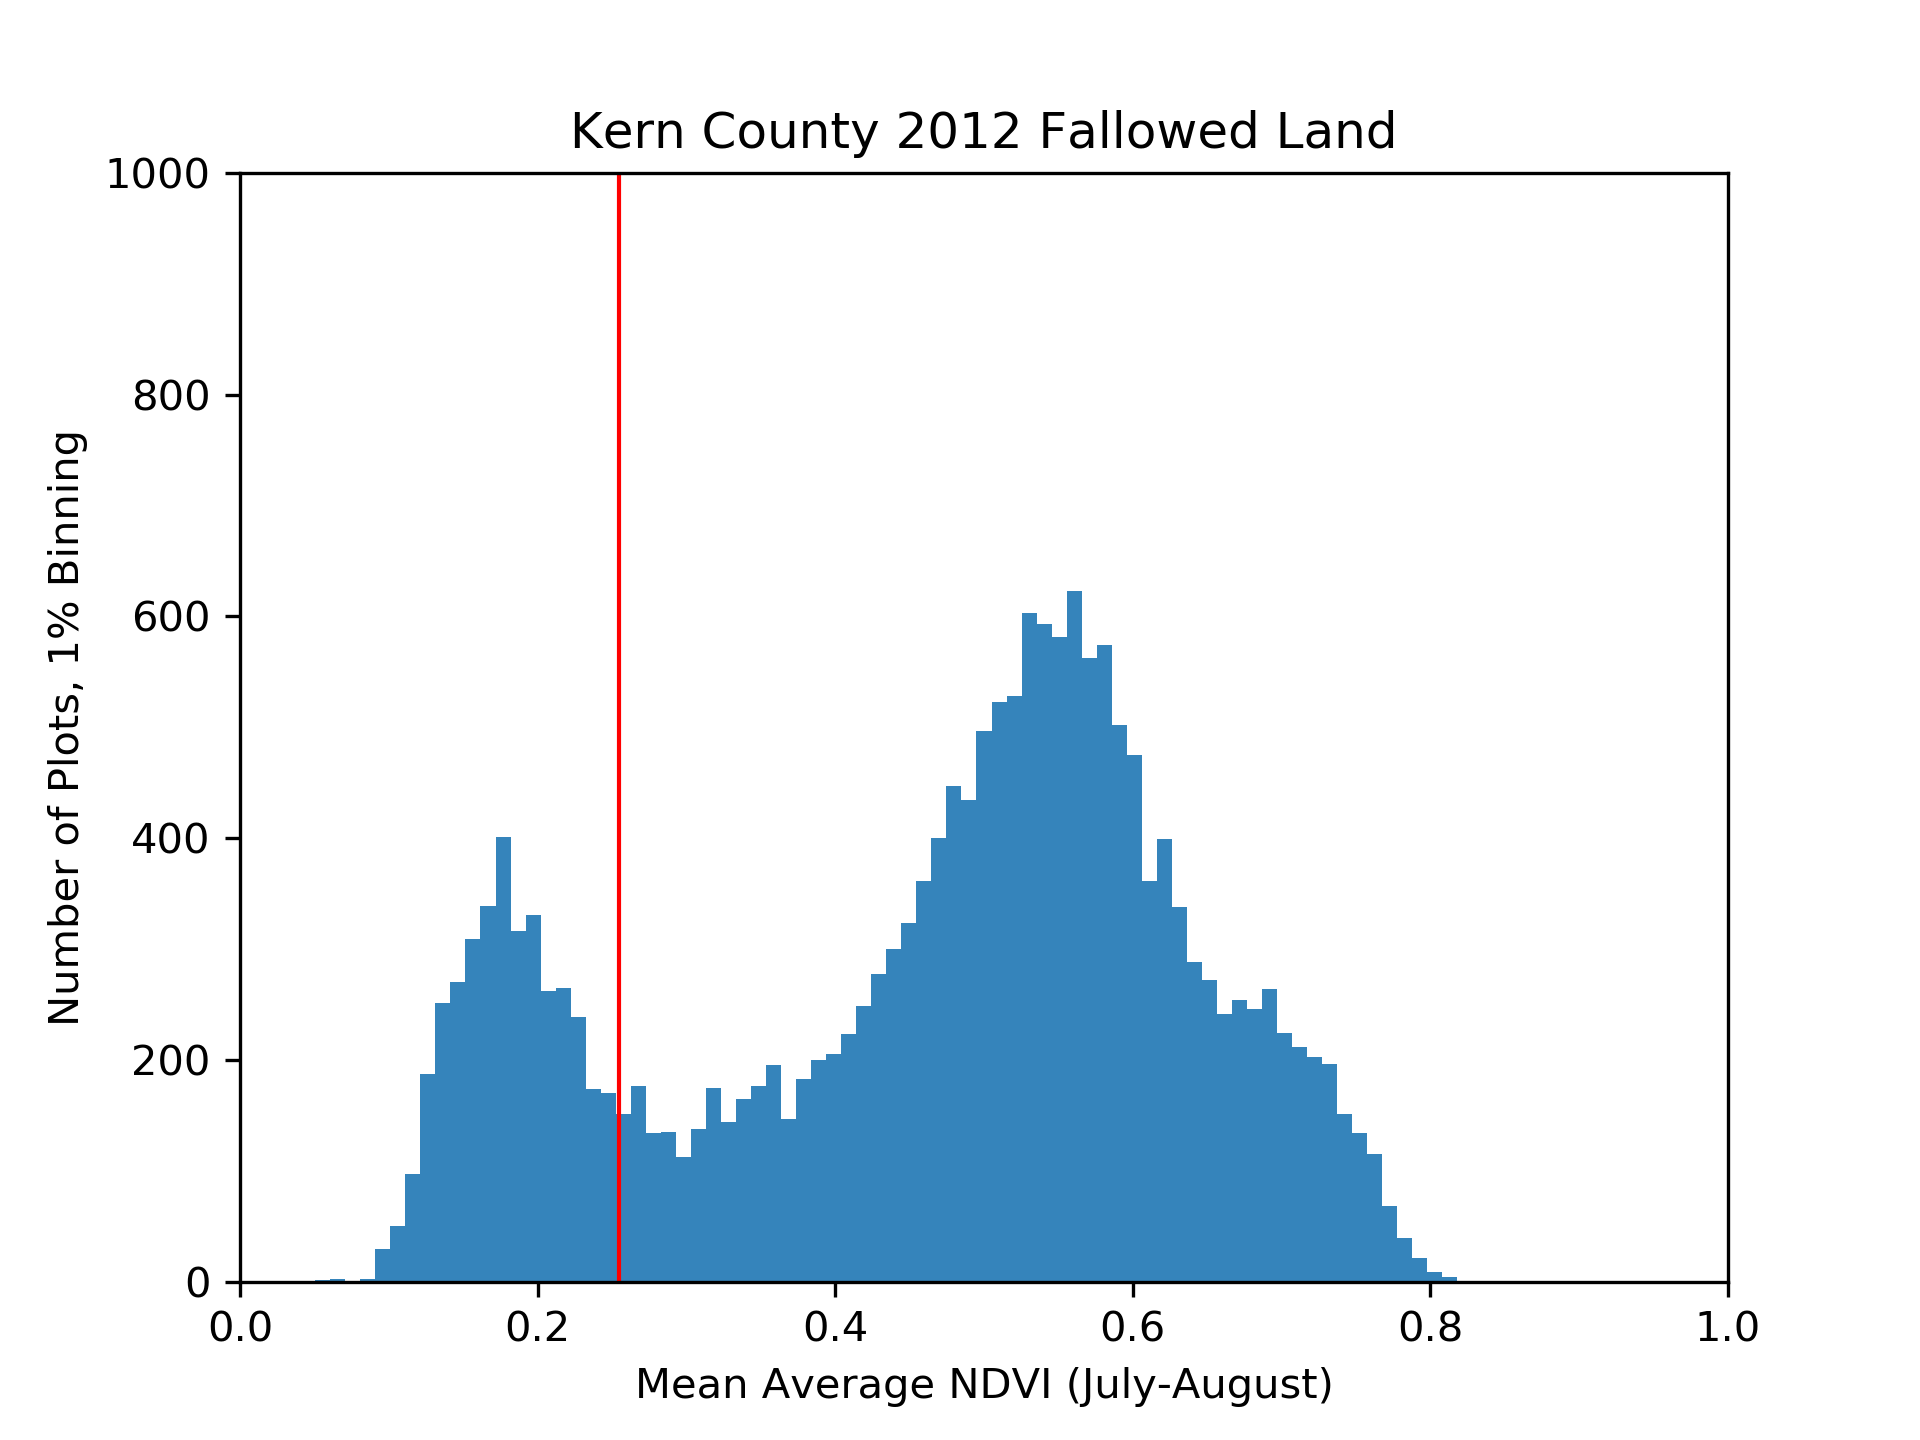 Kern County 2012 Fallowed Land
1000
800
600
400
200
0
Number of Plots, 1% Binning
0.0 0.2 0.4 0.6 0.8 1.0
Mean Average NDVI (July-August)